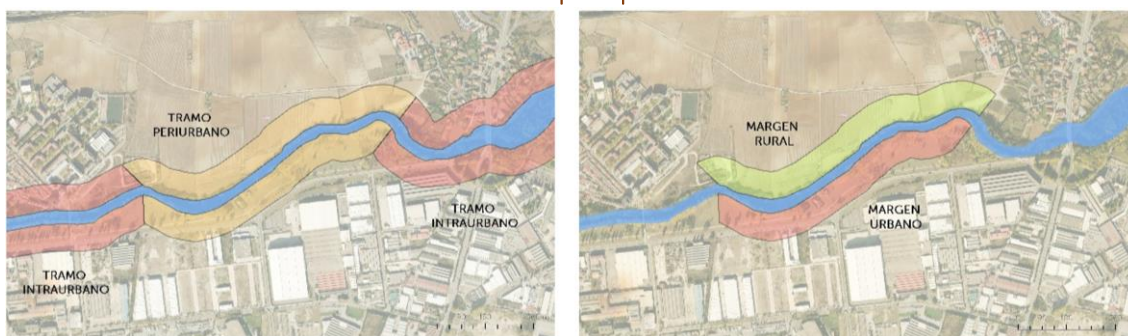 TRAMO
PERIURBANO
TRAMO
INTRAURBANO
TRAMO
INTRAURBANO
MARGEN
RURAL
MARGEN
URBANO